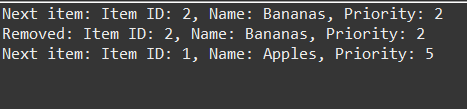 Next item: Item ID: 2, Name: Bananas, Priority: 2
Removed: Item ID: 2, Name: Bananas, Priority: 2
Next item: Item ID: 1, Name: Apples, Priority: 5